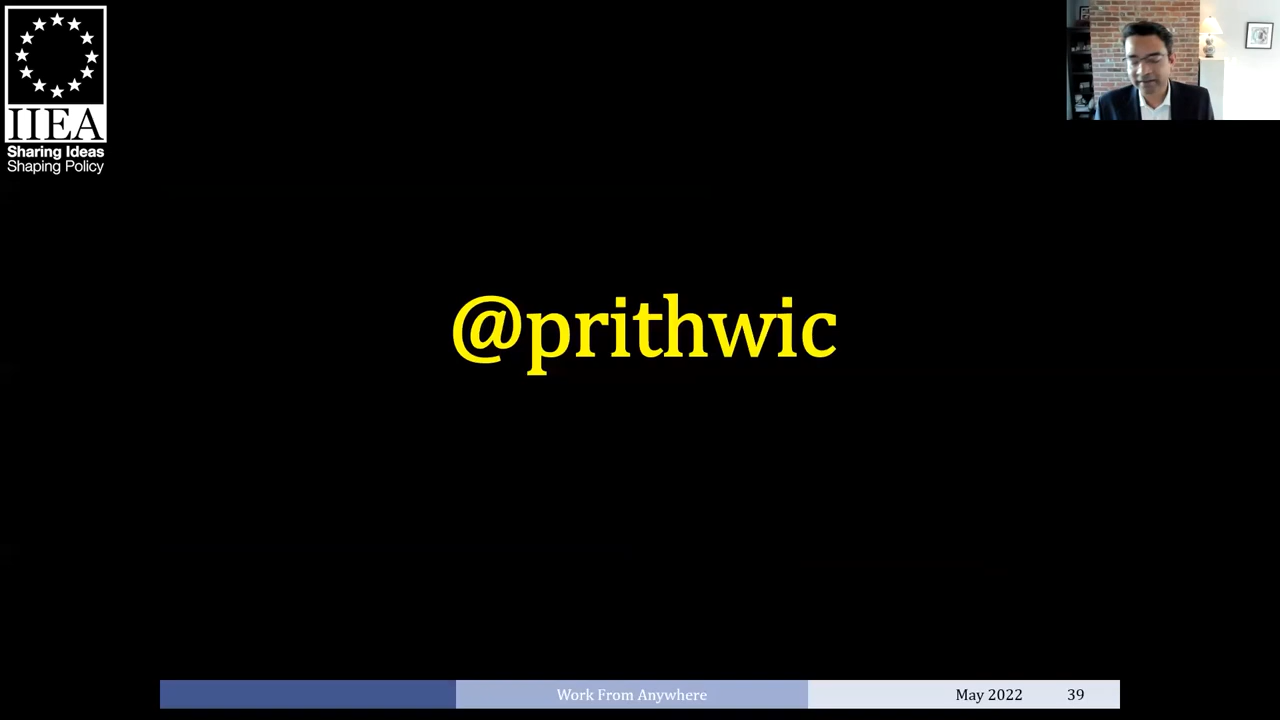 IIEA
Sharing Ideas
Shaping Policy
@prithwic
Work From Anywhere
May 2022
39